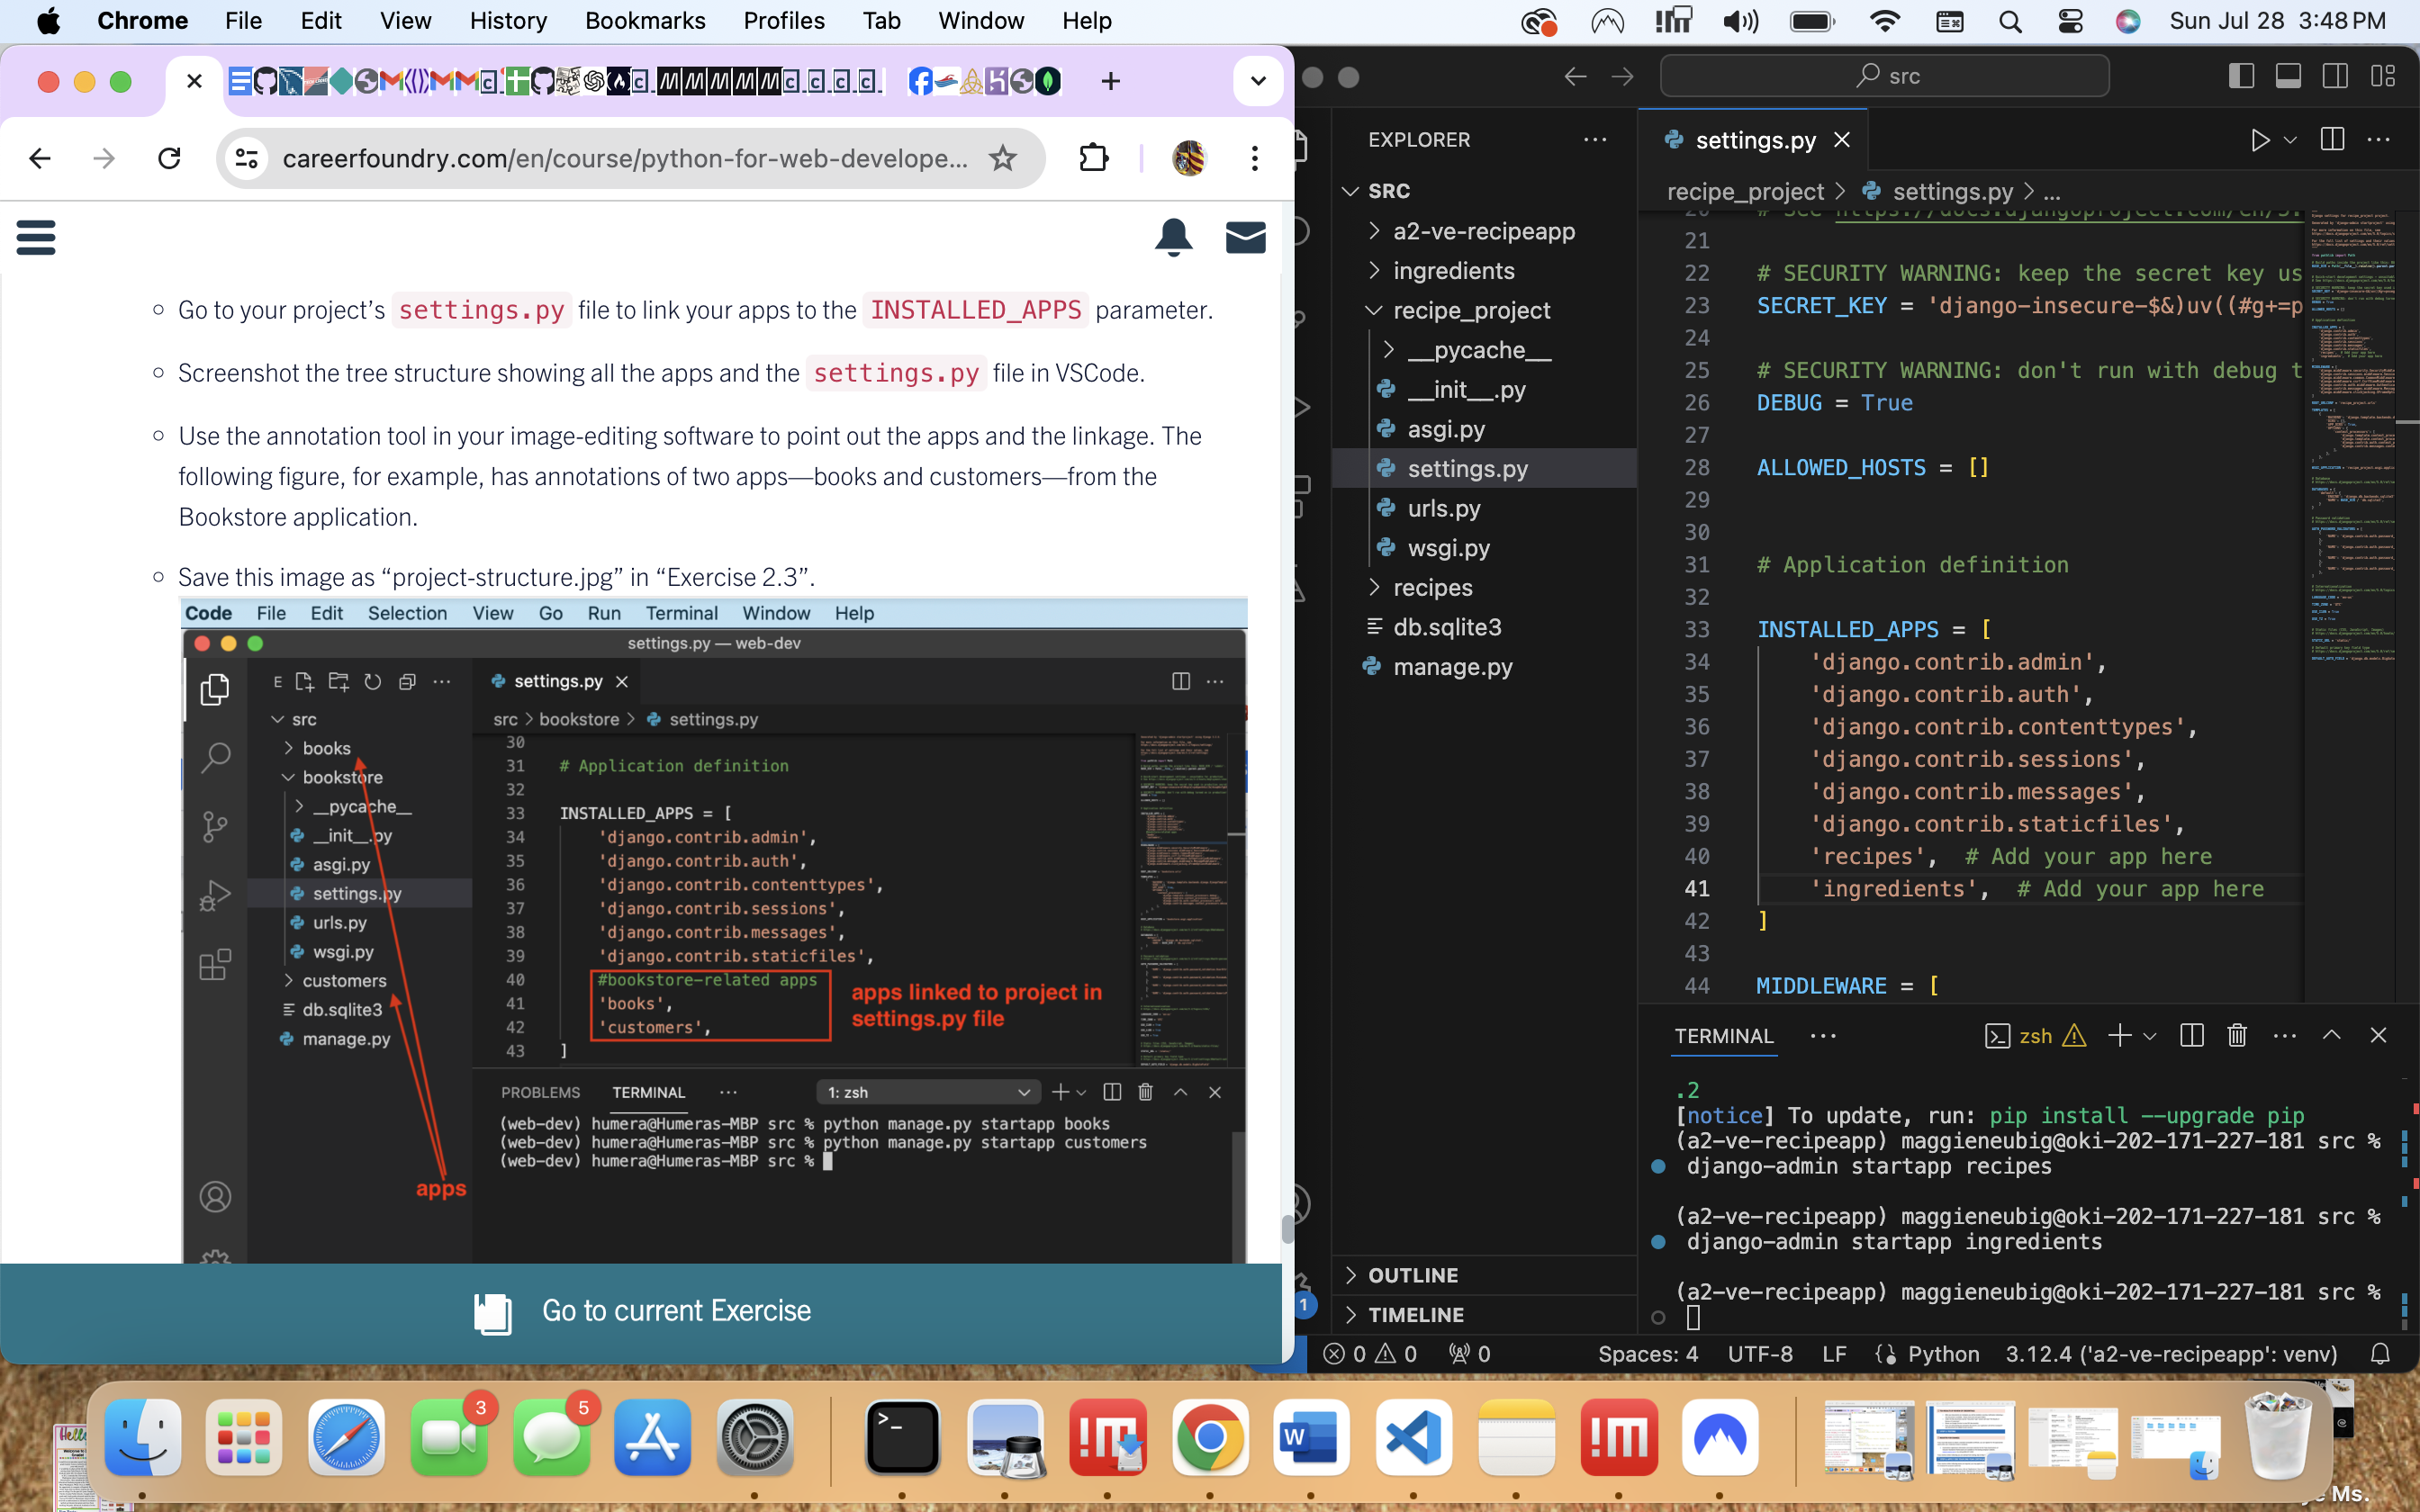 Chrome File Edit View History Bookmarks Profiles Tab Window Help
Sun Jul 28 3:48 PM
careerfoundry.com/en/course/python-for-web-develope...
Go to your project’s settings.py file to link your apps to the INSTALLED_APPS parameter.
Screenshot the tree structure showing all the apps and the settings.py file in VSCode.
Use the annotation tool in your image-editing software to point out the apps and the linkage. The
following figure, for example, has annotations of two apps—books and customers—from the
Bookstore application.
Save this image as “project-structure.jpg” in “Exercise 2.3”.
Code File Edit Selection View Go Run Terminal Window Help
settings.py — web-dev
E
settings.py
src
books
bookstore
__pycache__
__init__.py
asgi.py
settings.py
urls.py
wsgi.py
customers
db.sqlite3
manage.py
apps
src > bookstore > settings.py
30
31 # Application definition
32
33 INSTALLED_APPS = [
34 'django.contrib.admin',
35 'django.contrib.auth',
36 'django.contrib.contenttypes',
37 'django.contrib.sessions',
38 'django.contrib.messages',
39 'django.contrib.staticfiles',
40 #bookstore-related apps
41 'books',
42 'customers',
43 ]
apps linked to project in
settings.py file
PROBLEMS TERMINAL ... 1: zsh
(web-dev) humera@Humeras-MBP src % python manage.py startapp books
(web-dev) humera@Humeras-MBP src % python manage.py startapp customers
(web-dev) humera@Humeras-MBP src %
Go to current Exercise
src
EXPLORER
SRC
a2-ve-recipeapp
ingredients
recipe_project
__pycache__
__init__.py
asgi.py
settings.py
urls.py
wsgi.py
recipes
db.sqlite3
manage.py
OUTLINE
TIMELINE
1
settings.py
recipe_project > settings.py > ...
21
22 # SECURITY WARNING: keep the secret key us
23 SECRET_KEY = 'django-insecure-$&)uv((#g+=p
24
25 # SECURITY WARNING: don't run with debug t
26 DEBUG = True
27
28 ALLOWED_HOSTS = []
29
30
31 # Application definition
32
33 INSTALLED_APPS = [
34 'django.contrib.admin',
35 'django.contrib.auth',
36 'django.contrib.contenttypes',
37 'django.contrib.sessions',
38 'django.contrib.messages',
39 'django.contrib.staticfiles',
40 'recipes', # Add your app here
41 'ingredients', # Add your app here
42 ]
43
44 MIDDLEWARE = [
TERMINAL ... zsh
.2
[notice] To update, run: pip install --upgrade pip
(a2-ve-recipeapp) maggieneubig@oki-202-171-227-181 src %
django-admin startapp recipes
(a2-ve-recipeapp) maggieneubig@oki-202-171-227-181 src %
django-admin startapp ingredients
(a2-ve-recipeapp) maggieneubig@oki-202-171-227-181 src %
0 0 0 Spaces: 4 UTF-8 LF Python 3.12.4 ('a2-ve-recipeapp': venv)
3
5
Ms.